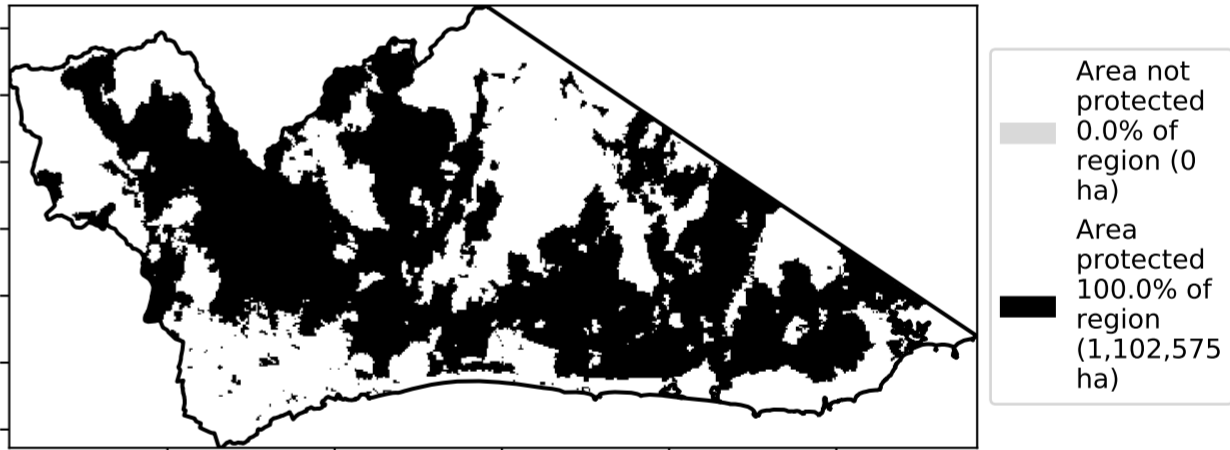 Area not
protected
0.0% of
region (0
ha)
Area
protected
100.0% of
region
(1,102,575
ha)